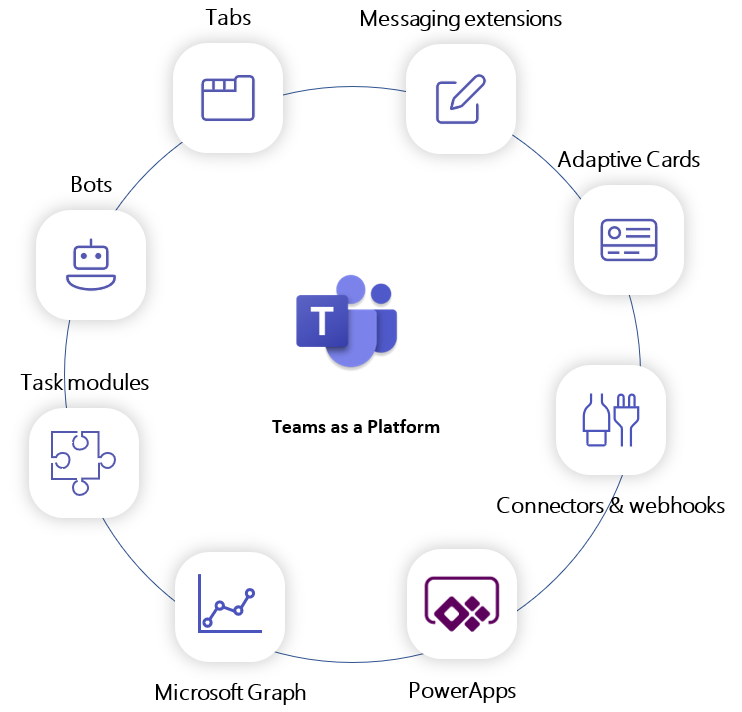 Tabs
Messaging extensions
Adaptive Cards
Bots
T
Task modules
Teams as a Platform
Connectors & webhooks
Microsoft Graph
PowerApps